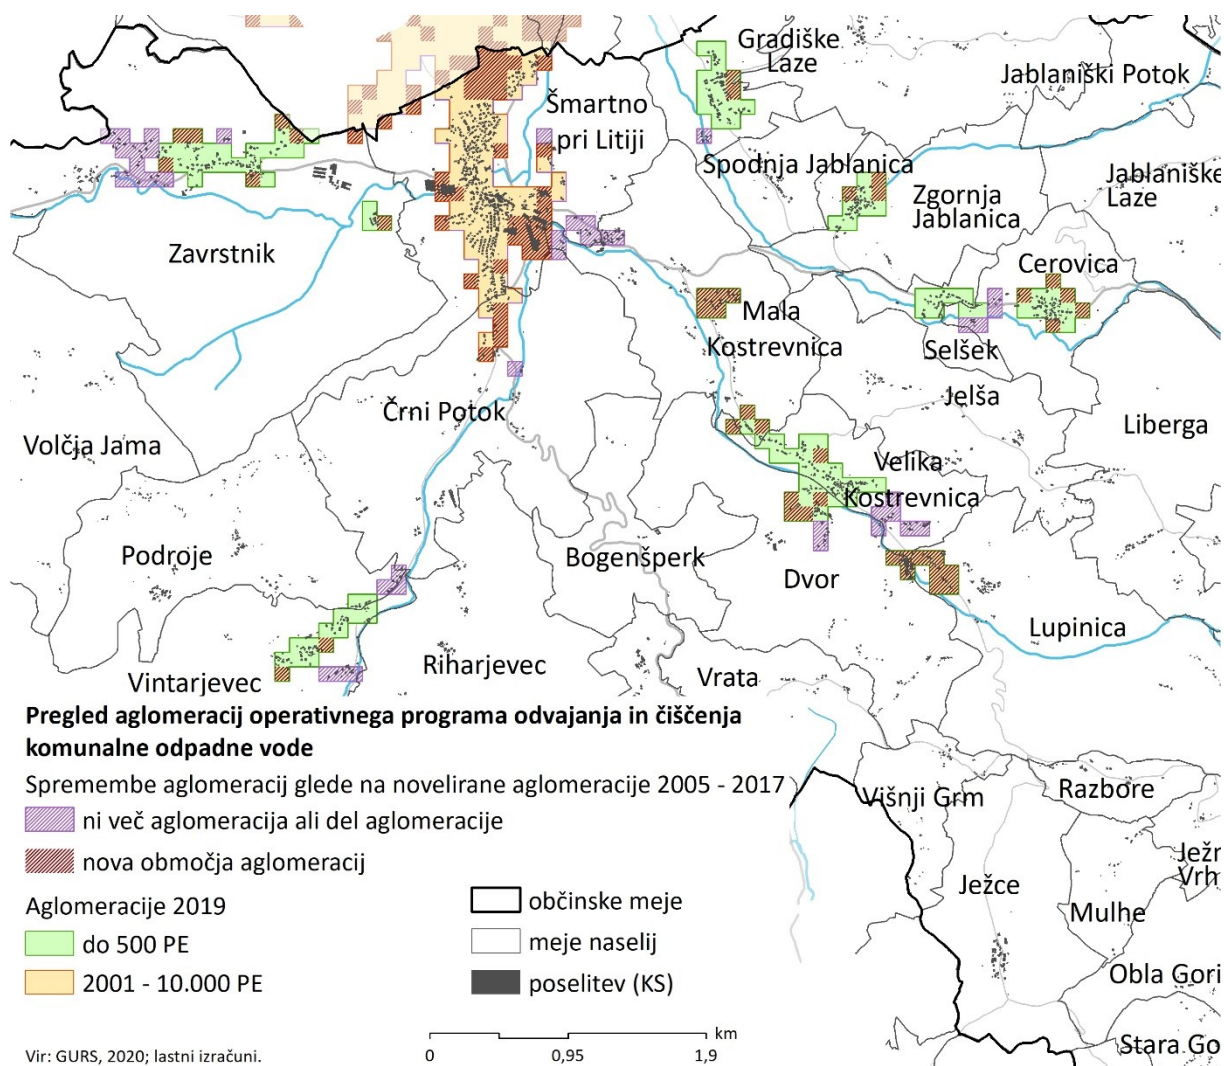 Gradiške
Laze
Jablaniški Potok
Šmartno
pri Litiji
Spodnja Jablanica
Zgornja
Jablanica
Jablaniške
Laze
Zavrstnik
Cerovica
Mala
Kostrevnica
Selšek
Jelša
Črni Potok
Liberga
Volčja Jama
Velika
Kostrevnica
Podroje
Bogenšperk
Dvor
Lupinica
Riharjevec
Vrata
Vintarjevec
Pregled aglomeracij operativnega programa odvajanja in čiščenja
komunalne odpadne vode
Spremembe aglomeracij glede na novelirane aglomeracije 2005 - 2017
ni več aglomeracija ali del aglomeracije
nova območja aglomeracij
Aglomeracije 2019
do 500 PE
2001 - 10.000 PE
občinske meje
meje naselij
poselitev (KS)
Višnji Grm
Razbore
Ježce
Mulhe
Obla Gori
Stara Go
km
0
0,95
1,9
Vir: GURS, 2020; lastni izračuni.